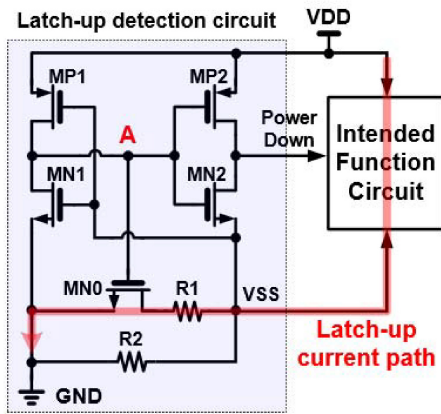 Latch-up detection circuit
VDD
MP1
MP2
A
Power
Down
Intended
Function
Circuit
MN1
MN2
MN0
R1
VSS
R2
Latch-up
current path
GND